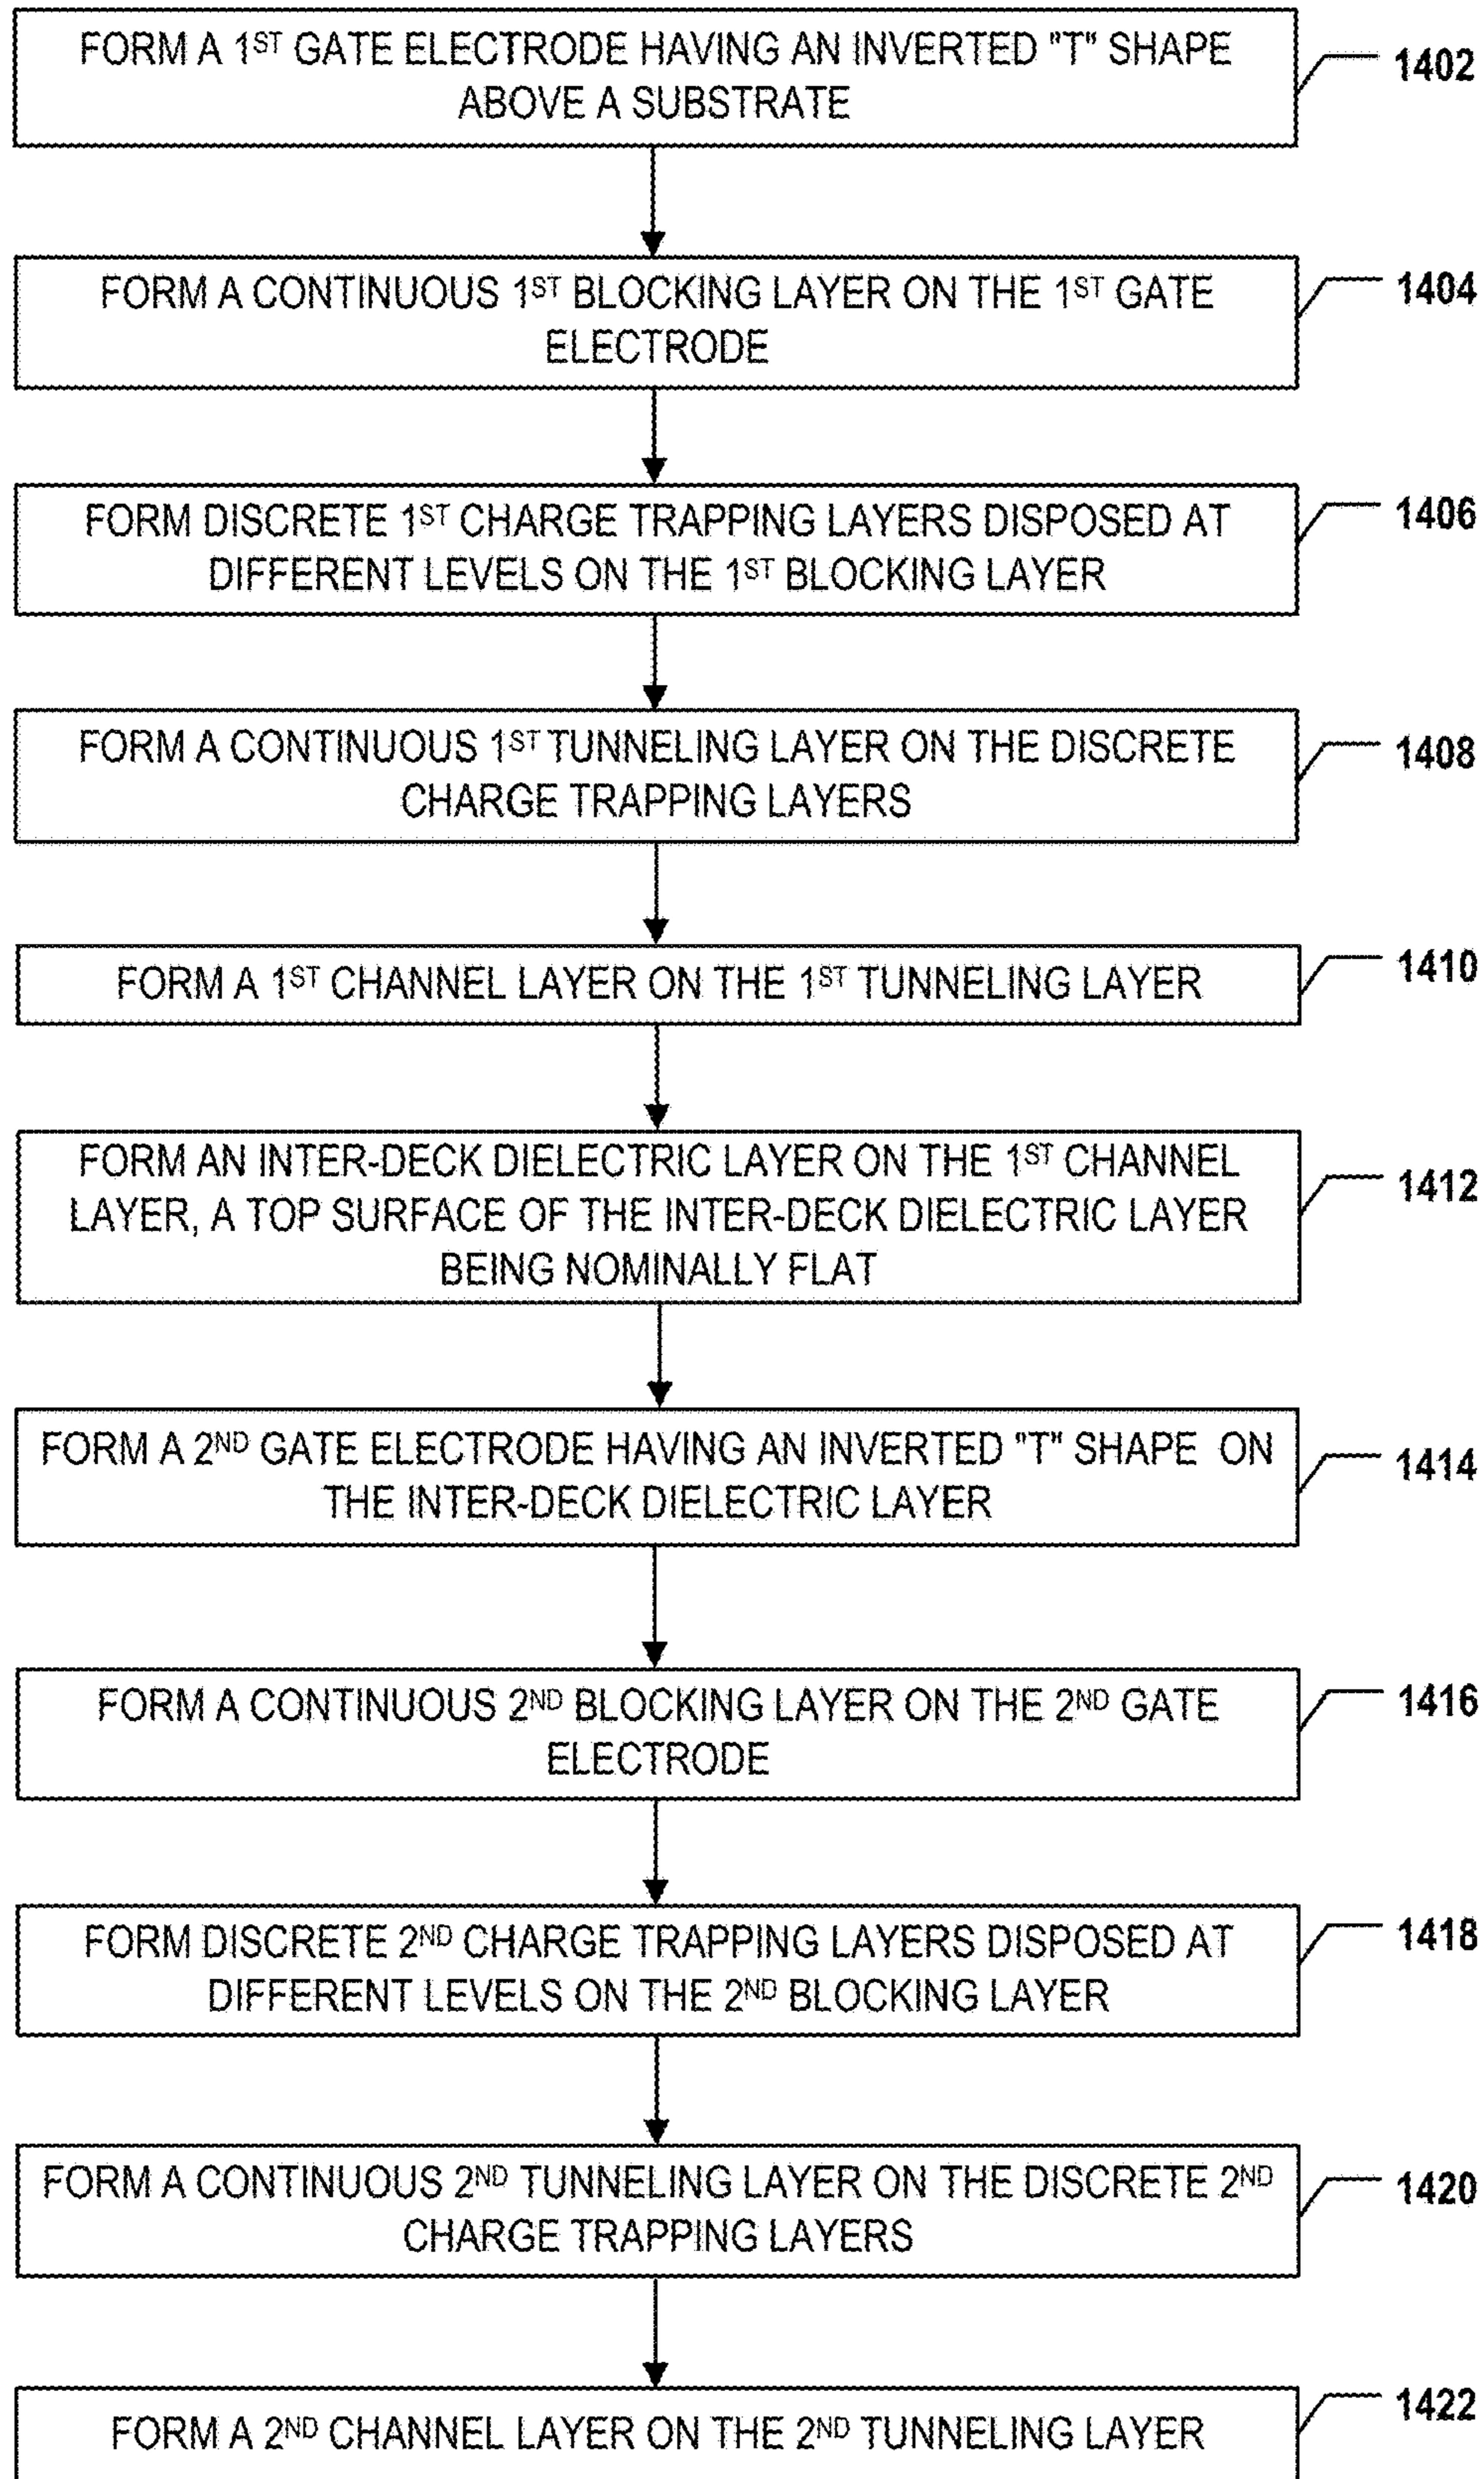 FORM A 1ST GATE ELECTRODE HAVING AN INVERTED "T" SHAPE
ABOVE A SUBSTRATE
1402
FORM A CONTINUOUS 1ST BLOCKING LAYER ON THE 1ST GATE
ELECTRODE
1404
FORM DISCRETE 1ST CHARGE TRAPPING LAYERS DISPOSED AT
DIFFERENT LEVELS ON THE 1ST BLOCKING LAYER
1406
FORM A CONTINUOUS 1ST TUNNELING LAYER ON THE DISCRETE
CHARGE TRAPPING LAYERS
1408
FORM A 1ST CHANNEL LAYER ON THE 1ST TUNNELING LAYER
1410
FORM AN INTER-DECK DIELECTRIC LAYER ON THE 1ST CHANNEL
LAYER, A TOP SURFACE OF THE INTER-DECK DIELECTRIC LAYER
BEING NOMINALLY FLAT
1412
FORM A 2ND GATE ELECTRODE HAVING AN INVERTED "T" SHAPE ON
THE INTER-DECK DIELECTRIC LAYER
1414
FORM A CONTINUOUS 2ND BLOCKING LAYER ON THE 2ND GATE
ELECTRODE
1416
FORM DISCRETE 2ND CHARGE TRAPPING LAYERS DISPOSED AT
DIFFERENT LEVELS ON THE 2ND BLOCKING LAYER
1418
FORM A CONTINUOUS 2ND TUNNELING LAYER ON THE DISCRETE 2ND
CHARGE TRAPPING LAYERS
1420
FORM A 2ND CHANNEL LAYER ON THE 2ND TUNNELING LAYER
1422